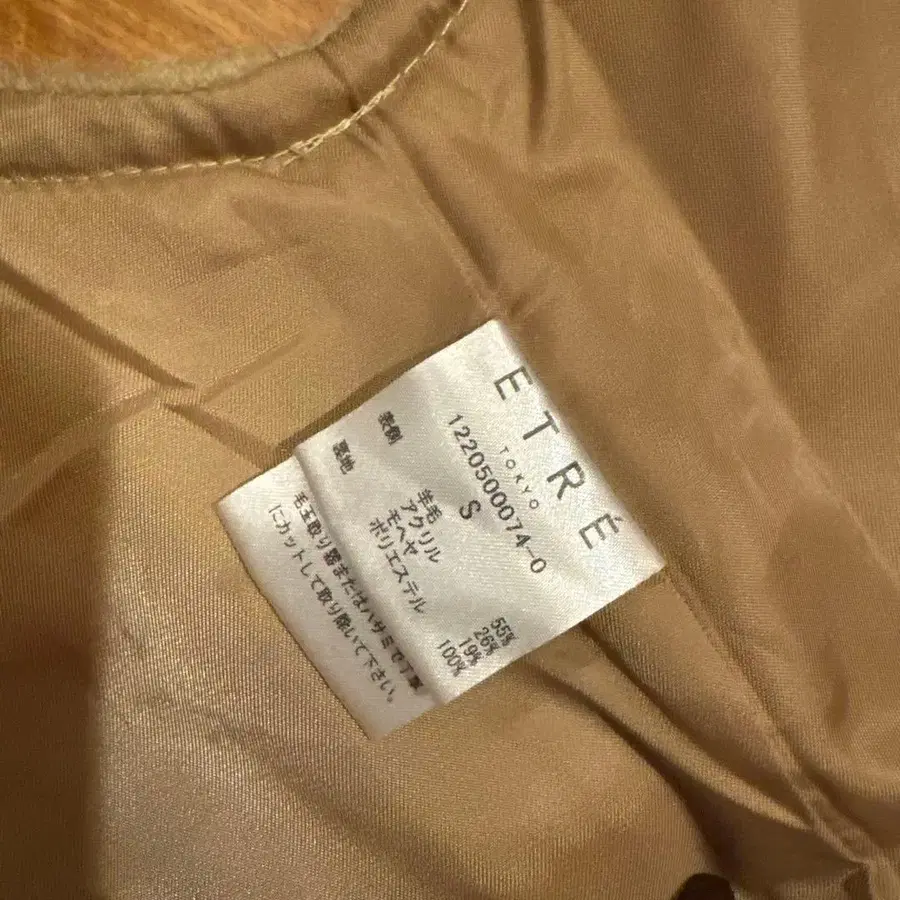 ETRÉ
TOKYO
1220500074-0
S
表側 羊毛 55%
アクリル 26%
モヘヤ 19%
裏地 ポリエステル 100%
毛玉取り器またはハサミで丁寧
にカットして取り除いて下さい。